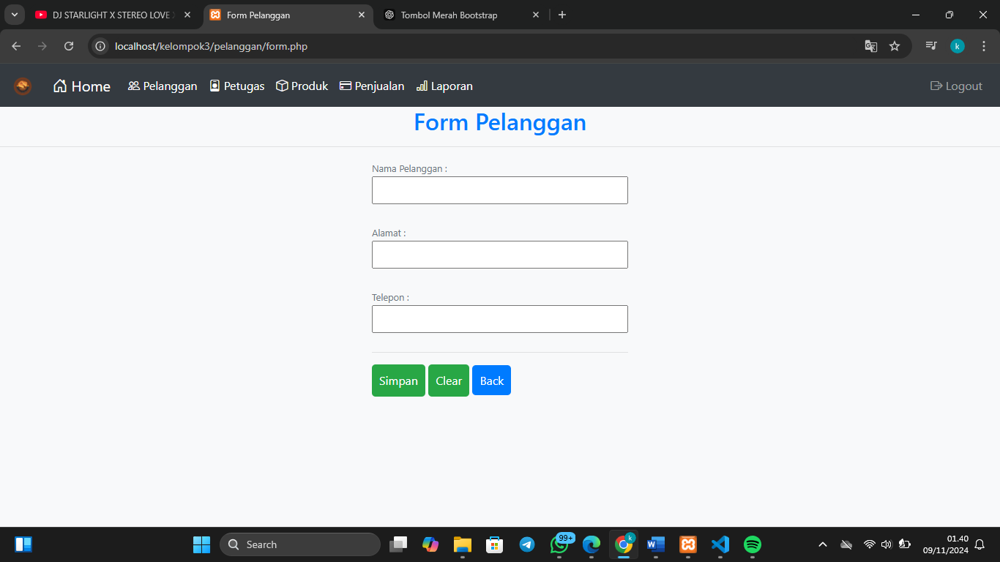 DJ STARLIGHT X STEREO LOVE
Form Pelanggan
Tombol Merah Bootstrap
localhost/kelompok3/pelanggan/form.php
k
Home Pelanggan Petugas Produk Penjualan Laporan Logout
Form Pelanggan
Nama Pelanggan :
Alamat :
Telepon :
Simpan Clear Back
Search
99+
k
01.40
09/11/2024